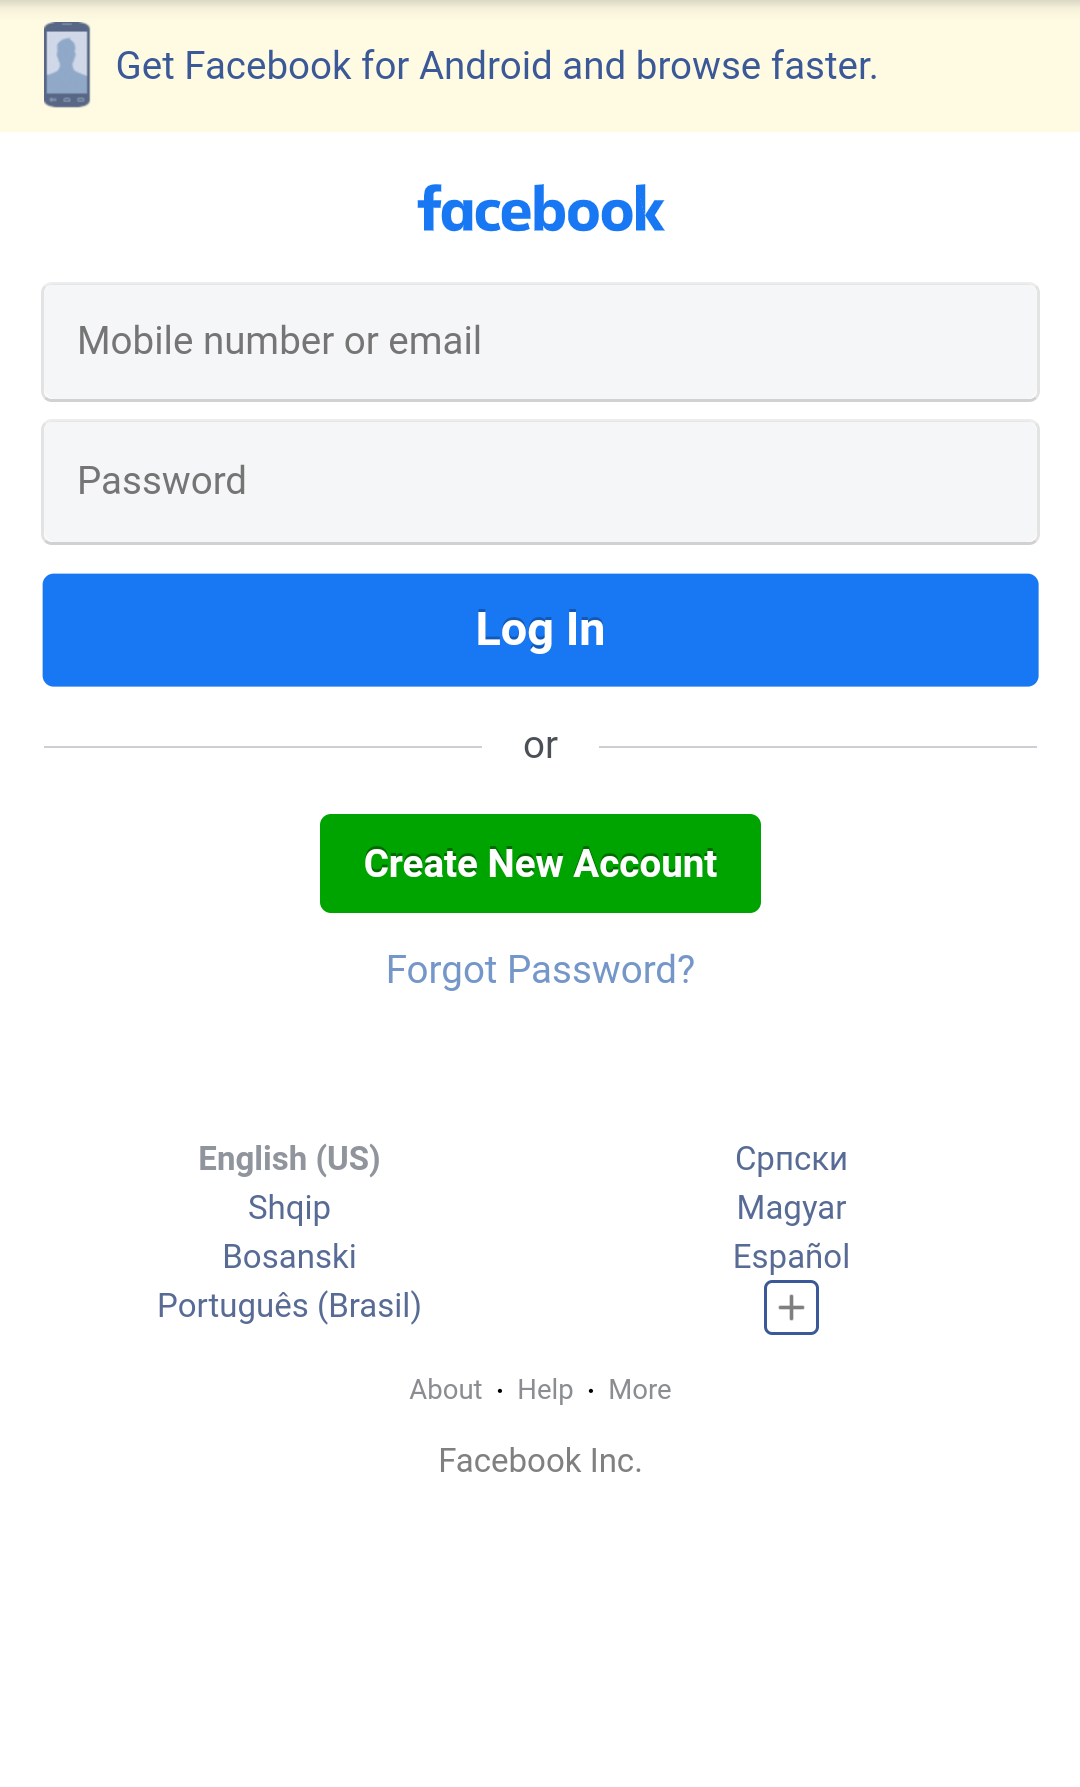 Get Facebook for Android and browse faster.
facebook
Mobile number or email
Password
Log In
or
Create New Account
Forgot Password?
English (US)
Српски
Shqip
Magyar
Bosanski
Español
Português (Brasil)
+
About · Help · More
Facebook Inc.